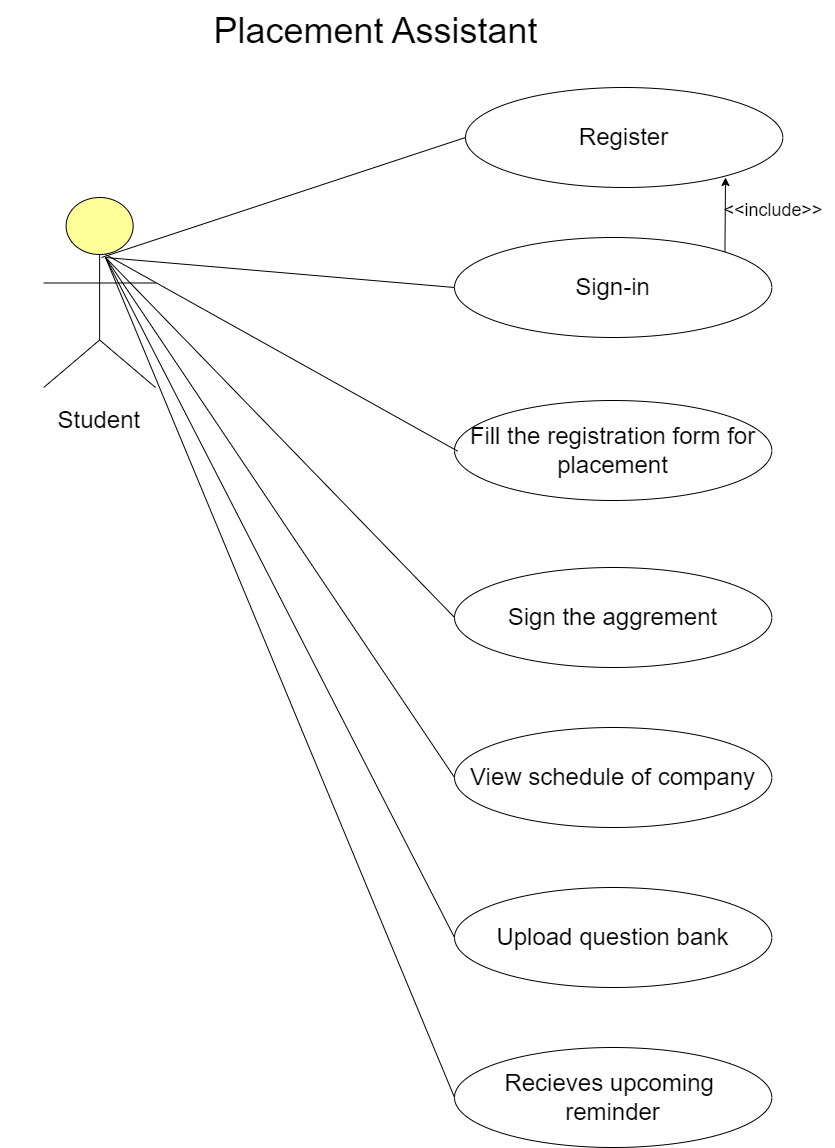 Placement Assistant
Register
<<include>>
Sign-in
Fill the registration form for
placement
Student
Sign the aggrement
View schedule of company
Upload question bank
Recieves upcoming
reminder